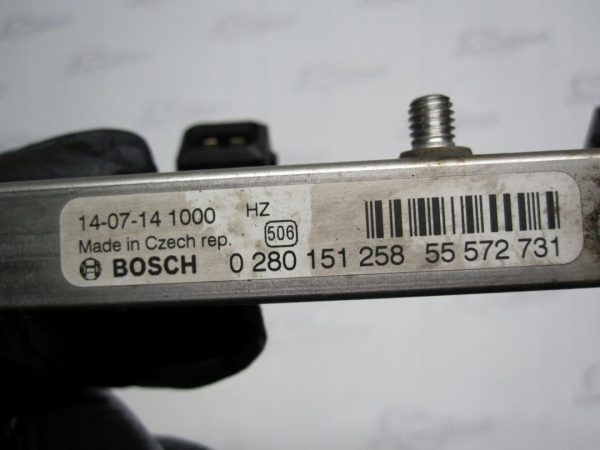 14-07-14 1000 HZ
Made in Czech rep. 506
BOSCH 0 280 151 258 55 572 731